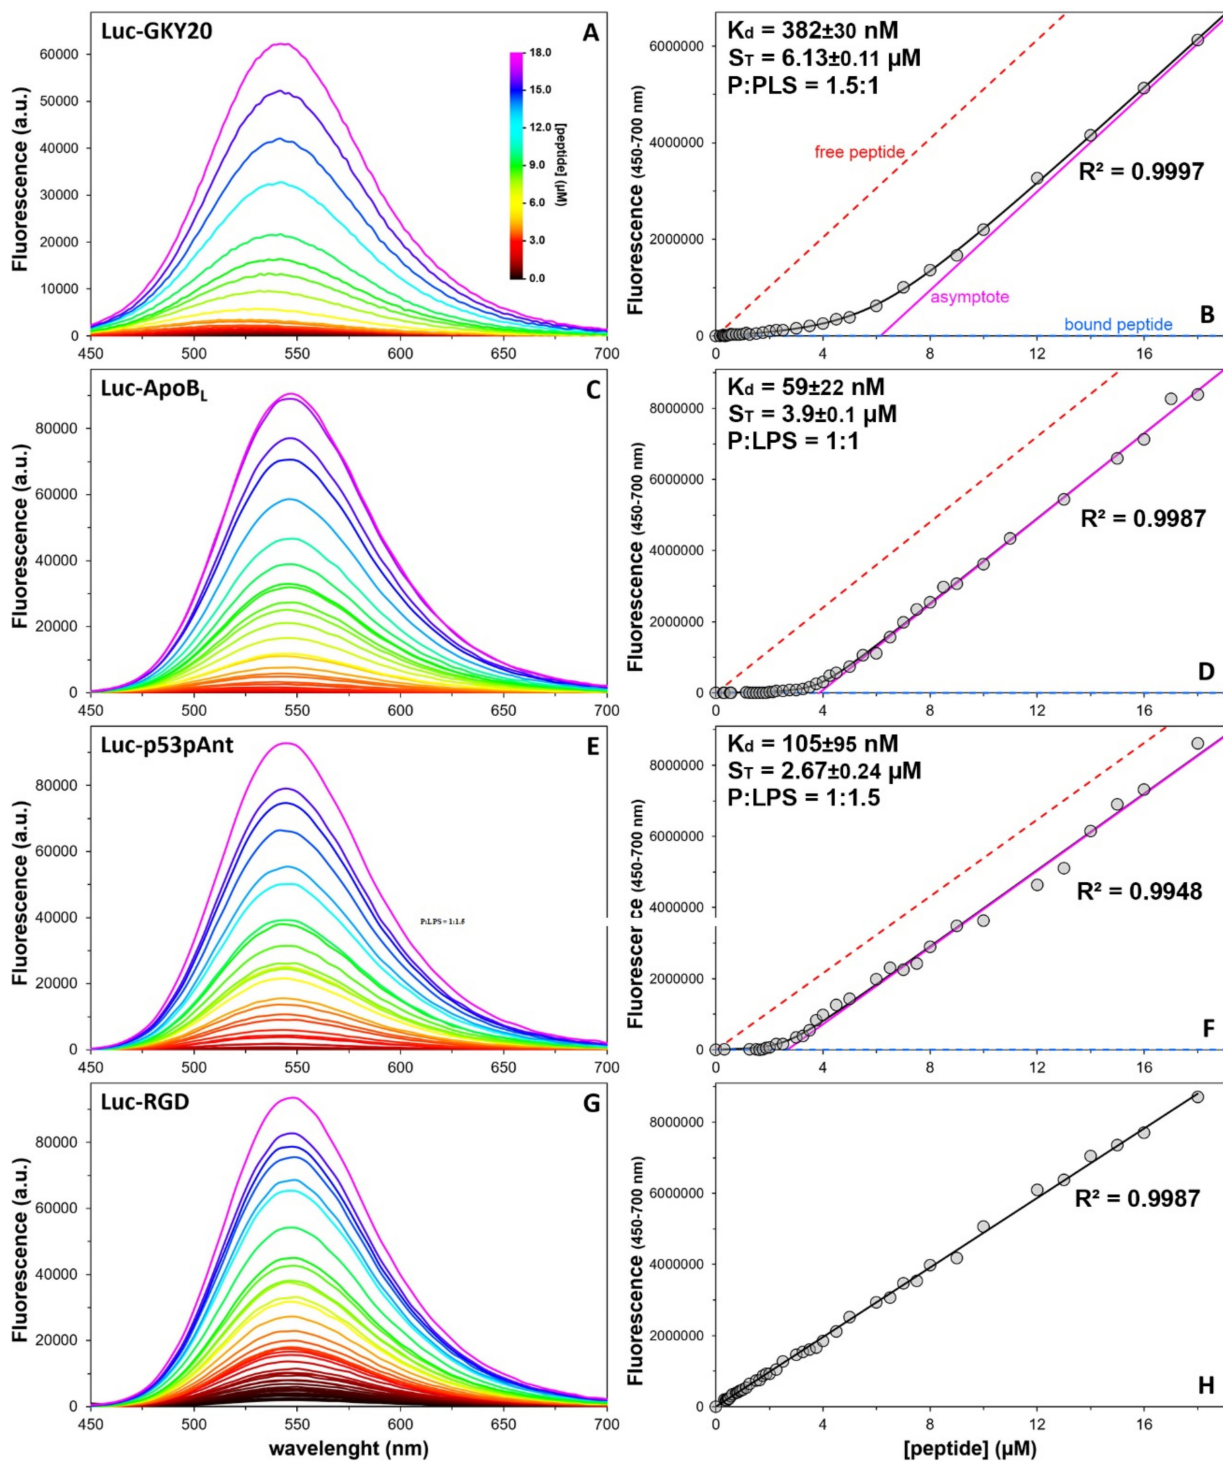 Luc-GKY20
A
Fluorescence (a.u.)
60000
50000
40000
30000
20000
10000
0
18.0
15.0
12.0
9.0
6.0
3.0
0.0
[peptide] (µM)
450
500
550
600
650
700
Kd = 382±30 nM
ST = 6.13±0.11 µM
P:PLS = 1.5:1
free peptide
R² = 0.9997
asymptote
bound peptide
B
Fluorescence (450-700 nm)
6000000
4000000
2000000
0
4
8
12
16
Luc-ApoBL
C
Fluorescence (a.u.)
80000
60000
40000
20000
0
450
500
550
600
650
700
Kd = 59±22 nM
ST = 3.9±0.1 µM
P:LPS = 1:1
R² = 0.9987
D
Fluorescence (450-700 nm)
8000000
6000000
4000000
2000000
0
4
8
12
16
Luc-p53pAnt
E
Fluorescence (a.u.)
80000
60000
40000
20000
0
P:LPS = 1:1.5
450
500
550
600
650
700
Kd = 105±95 nM
ST = 2.67±0.24 µM
P:LPS = 1:1.5
R² = 0.9948
F
Fluorescer ce (450-700 nm)
8000000
6000000
4000000
2000000
0
4
8
12
16
Luc-RGD
G
Fluorescence (a.u.)
80000
60000
40000
20000
0
450
500
550
600
650
700
wavelenght (nm)
R² = 0.9987
H
Fluorescence (450-700 nm)
8000000
6000000
4000000
2000000
0
0
4
8
12
16
[peptide] (µM)